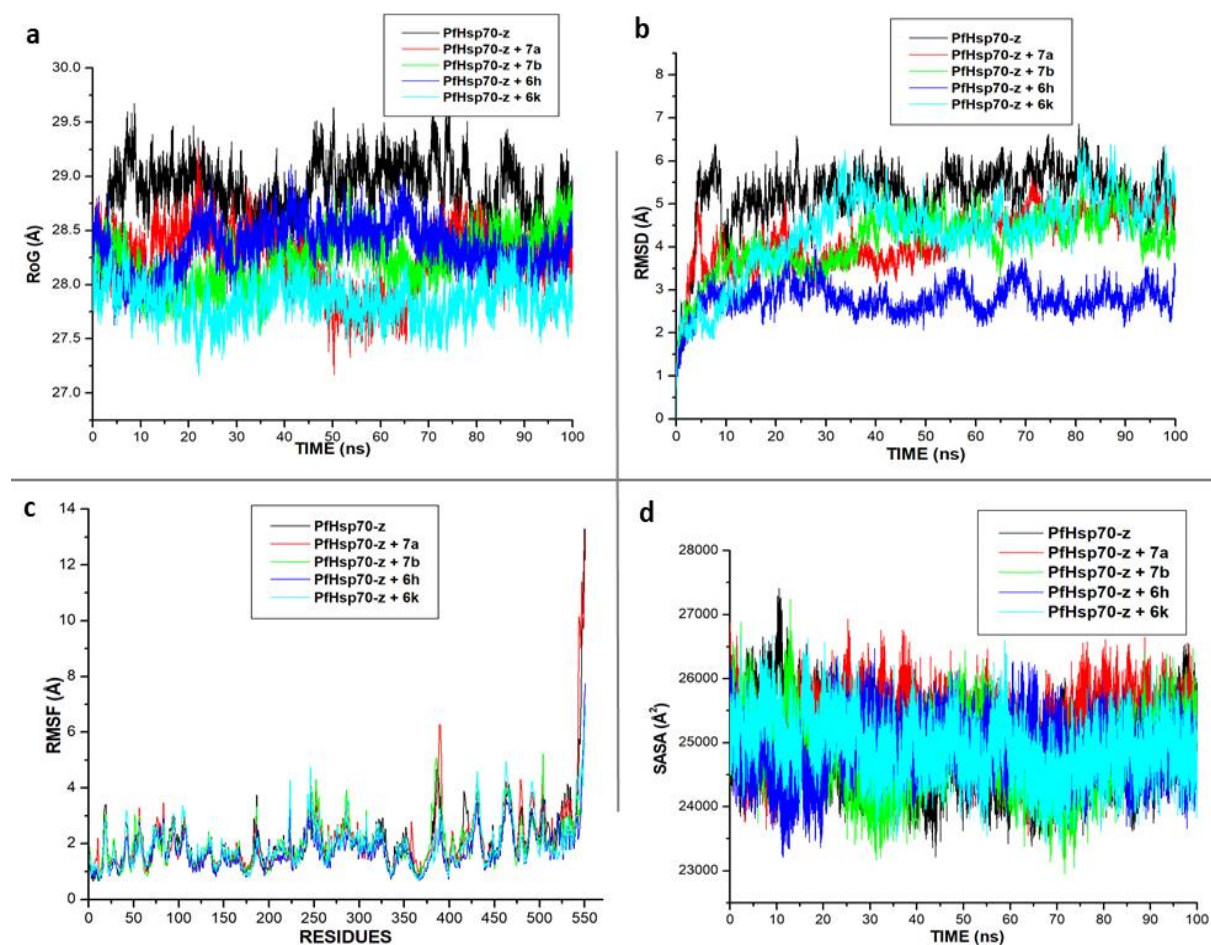 a
PfHsp70-z
PfHsp70-z + 7a
PfHsp70-z + 7b
PfHsp70-z + 6h
PfHsp70-z + 6k
30.0
29.5
29.0
28.5
28.0
27.5
27.0
RoG (Å)
0 10 20 30 40 50 60 70 80 90 100
TIME (ns)
b
PfHsp70-z
PfHsp70-z + 7a
PfHsp70-z + 7b
PfHsp70-z + 6h
PfHsp70-z + 6k
8
7
6
5
4
3
2
1
0
RMSD (Å)
0 10 20 30 40 50 60 70 80 90 100
TIME (ns)
c
PfHsp70-z
PfHsp70-z + 7a
PfHsp70-z + 7b
PfHsp70-z + 6h
PfHsp70-z + 6k
14
12
10
8
6
4
2
0
RMSF (Å)
0 50 100 150 200 250 300 350 400 450 500 550
RESIDUES
d
PfHsp70-z
PfHsp70-z + 7a
PfHsp70-z + 7b
PfHsp70-z + 6h
PfHsp70-z + 6k
28000
27000
26000
25000
24000
23000
SASA (Å²)
0 10 20 30 40 50 60 70 80 90 100
TIME (ns)